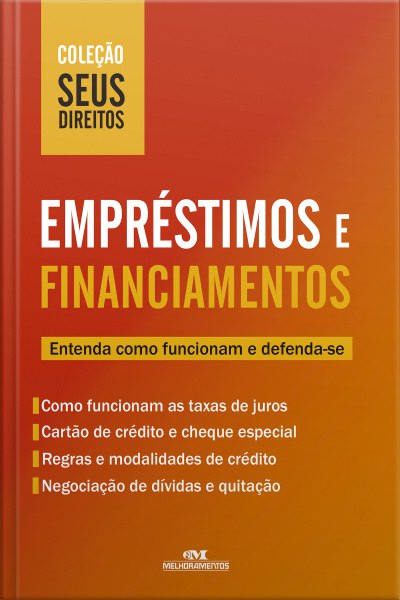 COLEÇÃO
SEUS
DIREITOS
EMPRÉSTIMOS E
FINANCIAMENTOS
Entenda como funcionam e defenda-se
Como funcionam as taxas de juros
Cartão de crédito e cheque especial
Regras e modalidades de crédito
Negociação de dívidas e quitação
M
MELHORAMENTOS